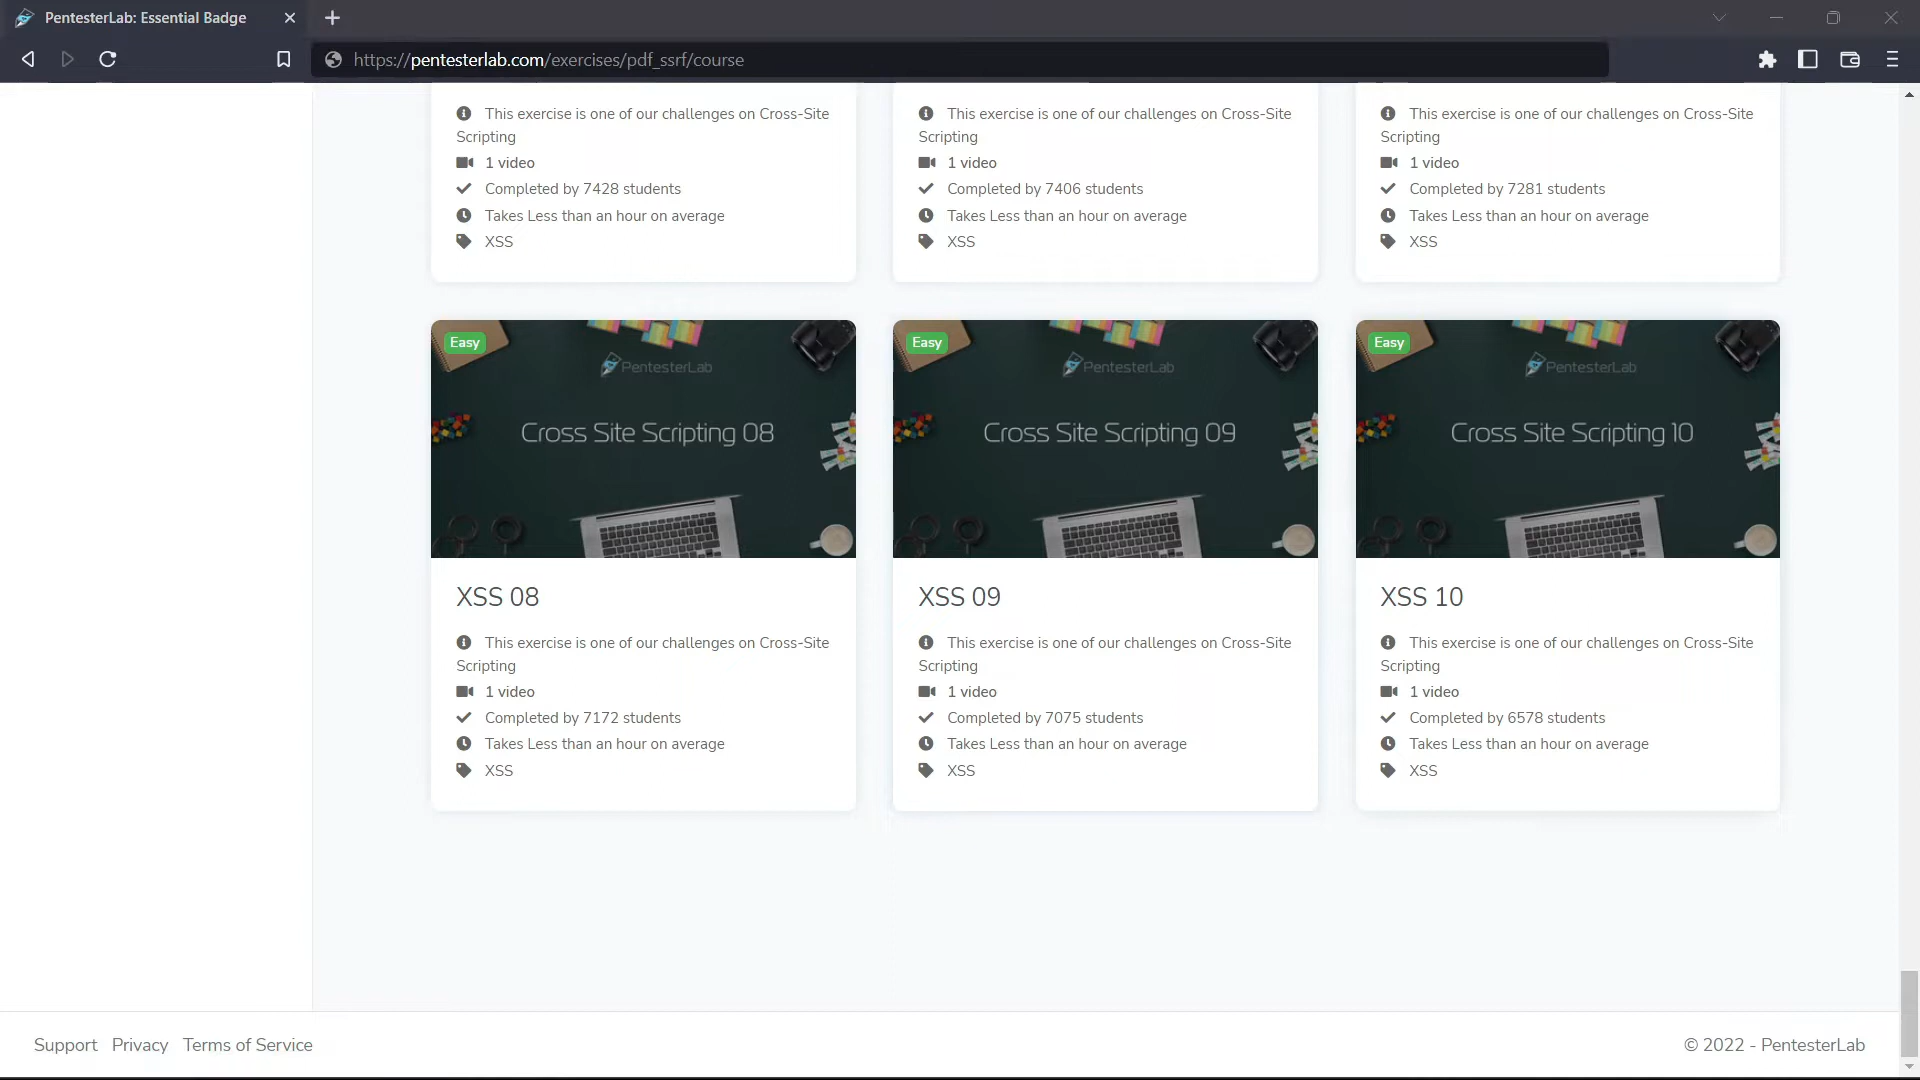 PentesterLab: Essential Badge
https://pentesterlab.com/exercises/pdf_ssrf/course
This exercise is one of our challenges on Cross-Site
Scripting
1 video
Completed by 7428 students
Takes Less than an hour on average
XSS
This exercise is one of our challenges on Cross-Site
Scripting
1 video
Completed by 7406 students
Takes Less than an hour on average
XSS
This exercise is one of our challenges on Cross-Site
Scripting
1 video
Completed by 7281 students
Takes Less than an hour on average
XSS
Easy
PentesterLab
Cross Site Scripting 08
XSS 08
This exercise is one of our challenges on Cross-Site
Scripting
1 video
Completed by 7172 students
Takes Less than an hour on average
XSS
Easy
PentesterLab
Cross Site Scripting 09
XSS 09
This exercise is one of our challenges on Cross-Site
Scripting
1 video
Completed by 7075 students
Takes Less than an hour on average
XSS
Easy
PentesterLab
Cross Site Scripting 10
XSS 10
This exercise is one of our challenges on Cross-Site
Scripting
1 video
Completed by 6578 students
Takes Less than an hour on average
XSS
Support Privacy Terms of Service
© 2022 - PentesterLab